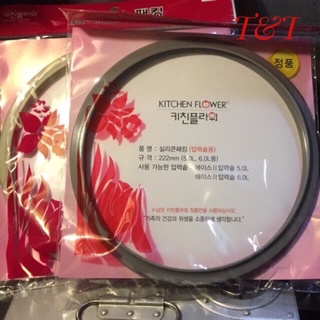 T&T
정품
KITCHEN FLOWER
키친플라워
품 명 : 실리콘패킹 (압력솥용)
규 격 : 222mm (5.0L, 6.0L용)
사용 가능한 압력솥 : 에이스Ⅱ압력솥 5.0L
에이스Ⅱ압력솥 6.0L
"가족의 건강과 위생을 소중하게 생각합니다."